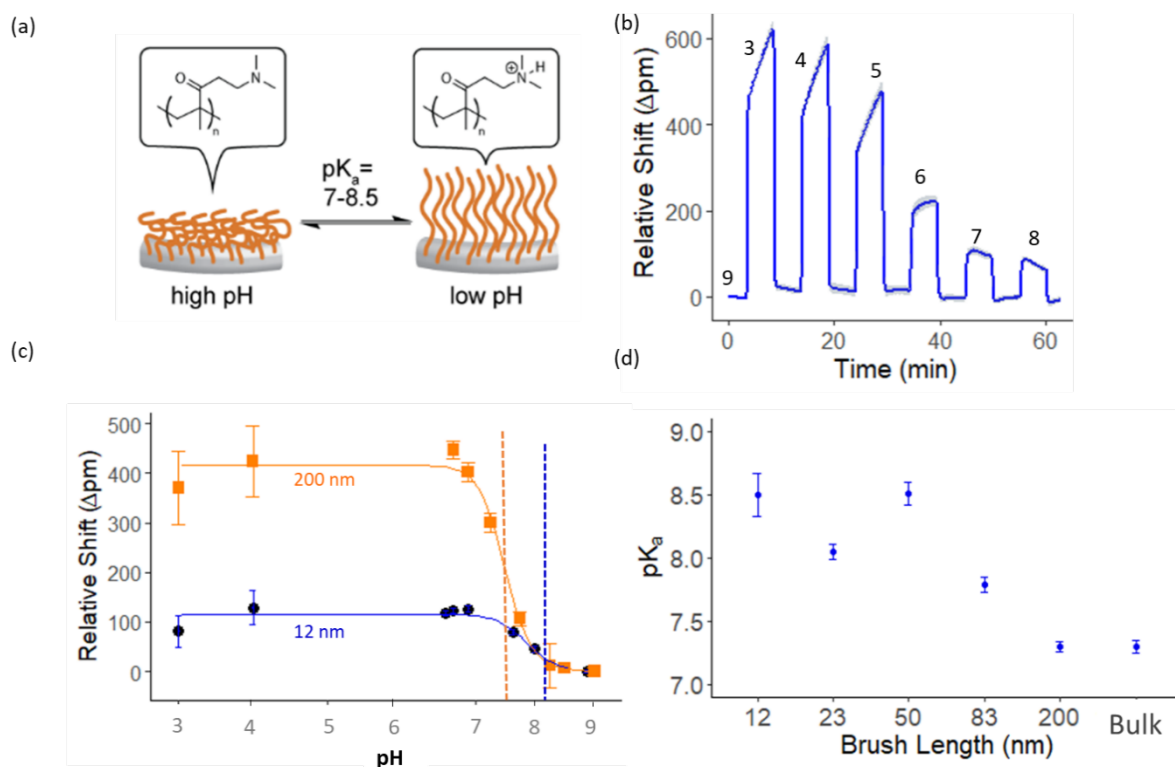 (a)
O
N
n
O
⊕
N-H
n
pKa=
7-8.5
high pH
low pH
(b)
Relative Shift (Δpm)
600
400
200
0
9
3
4
5
6
7
8
0
20
40
60
Time (min)
(c)
Relative Shift (Δpm)
500
400
300
200
100
0
200 nm
12 nm
3
4
5
6
7
8
9
pH
(d)
pKa
9.0
8.5
8.0
7.5
7.0
12
23
50
83
200
Bulk
Brush Length (nm)